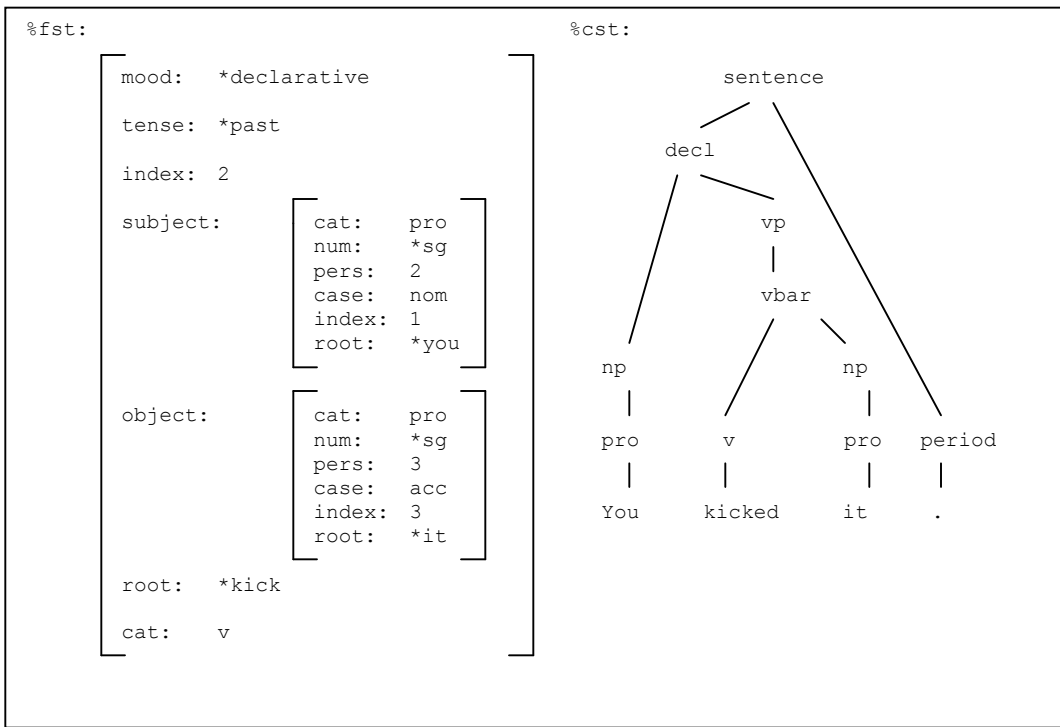 %fst:
mood: *declarative
tense: *past
index: 2
subject:
cat: pro
num: *sg
pers: 2
case: nom
index: 1
root: *you
object:
cat: pro
num: *sg
pers: 3
case: acc
index: 3
root: *it
root: *kick
cat: v
%cst:
sentence
decl
vp
vbar
np np
pro v pro period
You kicked it .